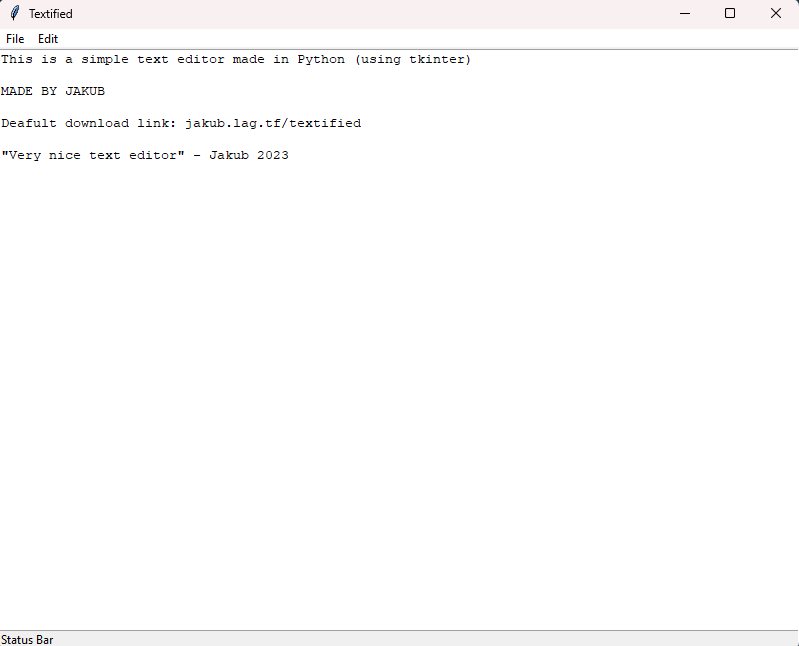 Textified
File Edit
This is a simple text editor made in Python (using tkinter)
MADE BY JAKUB
Deafult download link: jakub.lag.tf/textified
"Very nice text editor" - Jakub 2023
Status Bar